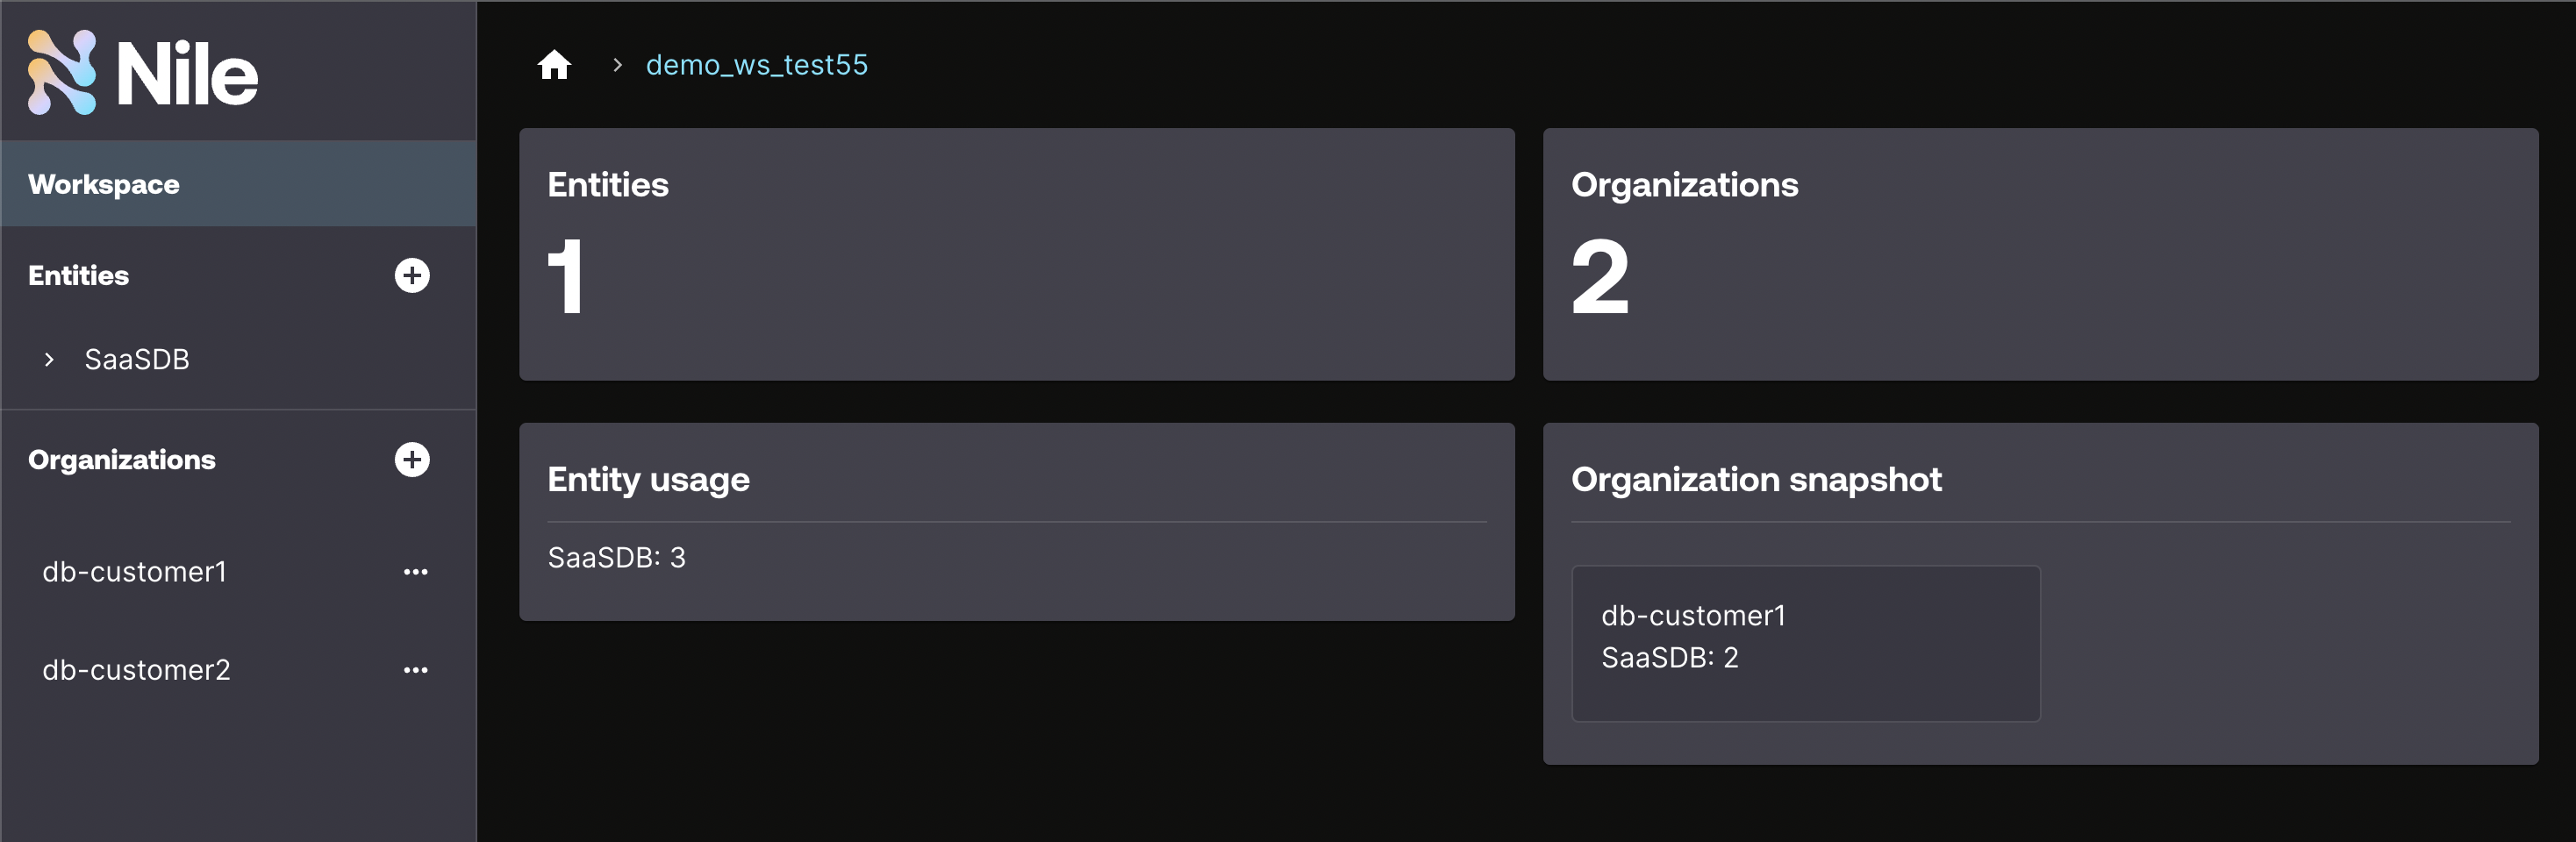 Nile
Workspace
Entities
SaaSDB
Organizations
db-customer1
db-customer2
demo_ws_test55
Entities
1
Organizations
2
Entity usage
SaaSDB: 3
Organization snapshot
db-customer1
SaaSDB: 2